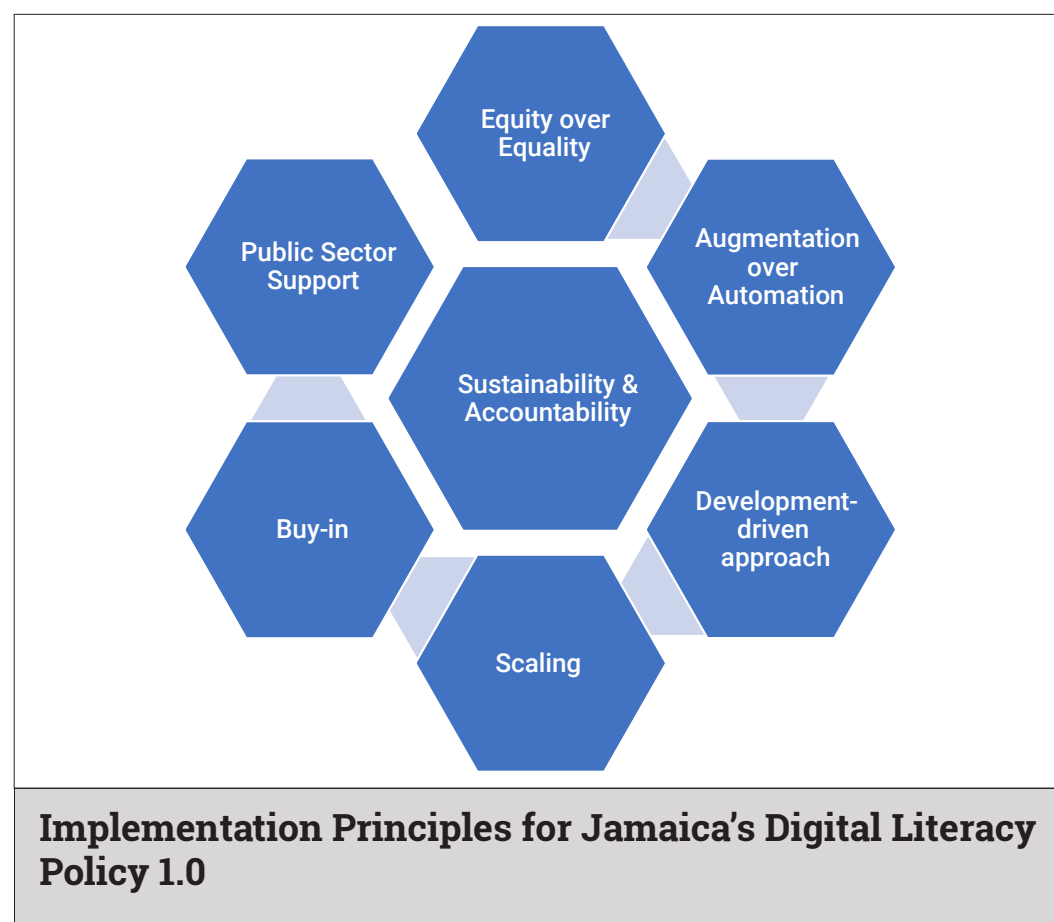 Equity over
Equality
Augmentation
over
Automation
Development-
driven
approach
Scaling
Buy-in
Public Sector
Support
Sustainability &
Accountability
Implementation Principles for Jamaica’s Digital Literacy
Policy 1.0